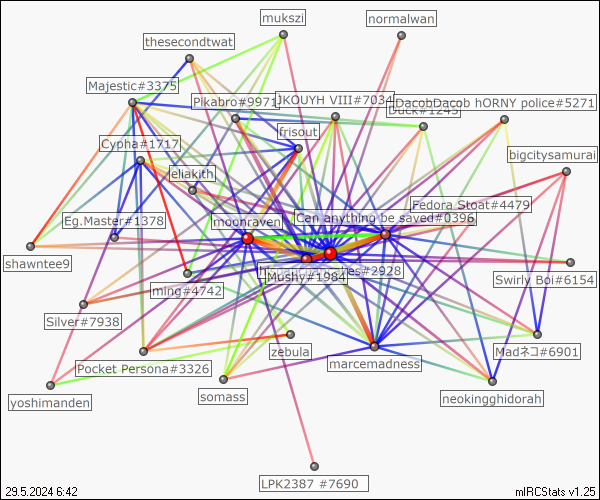 mukszi
normalwan
thesecondtwat
Majestic#3375
Pikabro#9971
JKOUYH VIII#7034
DacobDacob hORNY police#5271
Duck#1245
Cypha#1717
frisout
bigcitysamurai
leliakith
Fedora Stoat#4479
Eg.Master#1378
moonraven
Can anything be saved#0396
shawntee9
#2928
Mushy#1984
Swirly Boi#6154
ming#4742
Silver#7938
zebula
Madネコ#6901
Pocket Persona#3326
marcemadness
yoshimanden
somass
neokingghidorah
LPK2387 #7690
29.5.2024 6:42
mIRCStats v1.25